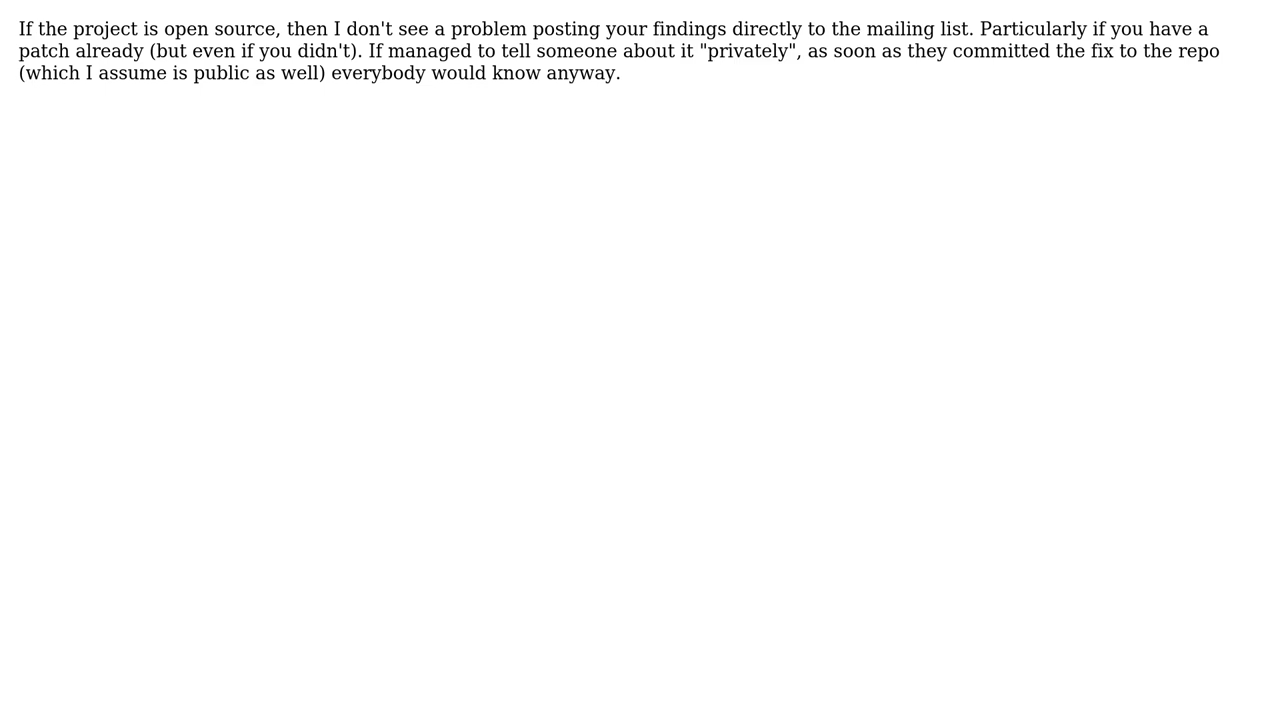 If the project is open source, then I don't see a problem posting your findings directly to the mailing list. Particularly if you have a
patch already (but even if you didn't). If managed to tell someone about it "privately", as soon as they committed the fix to the repo
(which I assume is public as well) everybody would know anyway.